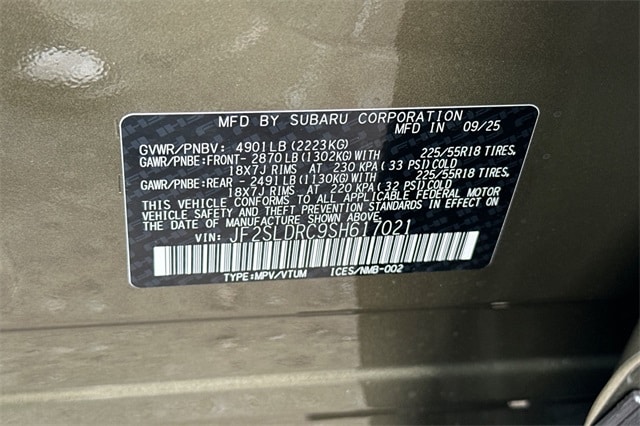 MFD BY SUBARU CORPORATION
MFD IN 09/25
GVWR/PNBV: 4901LB(2223KG)
GAWR/PNBE:FRONT- 2870LB(1302KG)WITH 225/55R18 TIRES,
18X7J RIMS AT 230 KPA(33 PSI)COLD
GAWR/PNBE:REAR - 2491LB(1130KG)WITH 225/55R18 TIRES,
18X7J RIMS AT 220 KPA(32 PSI)COLD
THIS VEHICLE CONFORMS TO ALL APPLICABLE FEDERAL MOTOR
VEHICLE SAFETY AND THEFT PREVENTION STANDARDS IN EFFECT ON
THE DATE OF MANUFACTURE SHOWN ABOVE.
VIN: JF2SLDRC9SH617021
TYPE:MPV/VTUM ICES/NMB-002